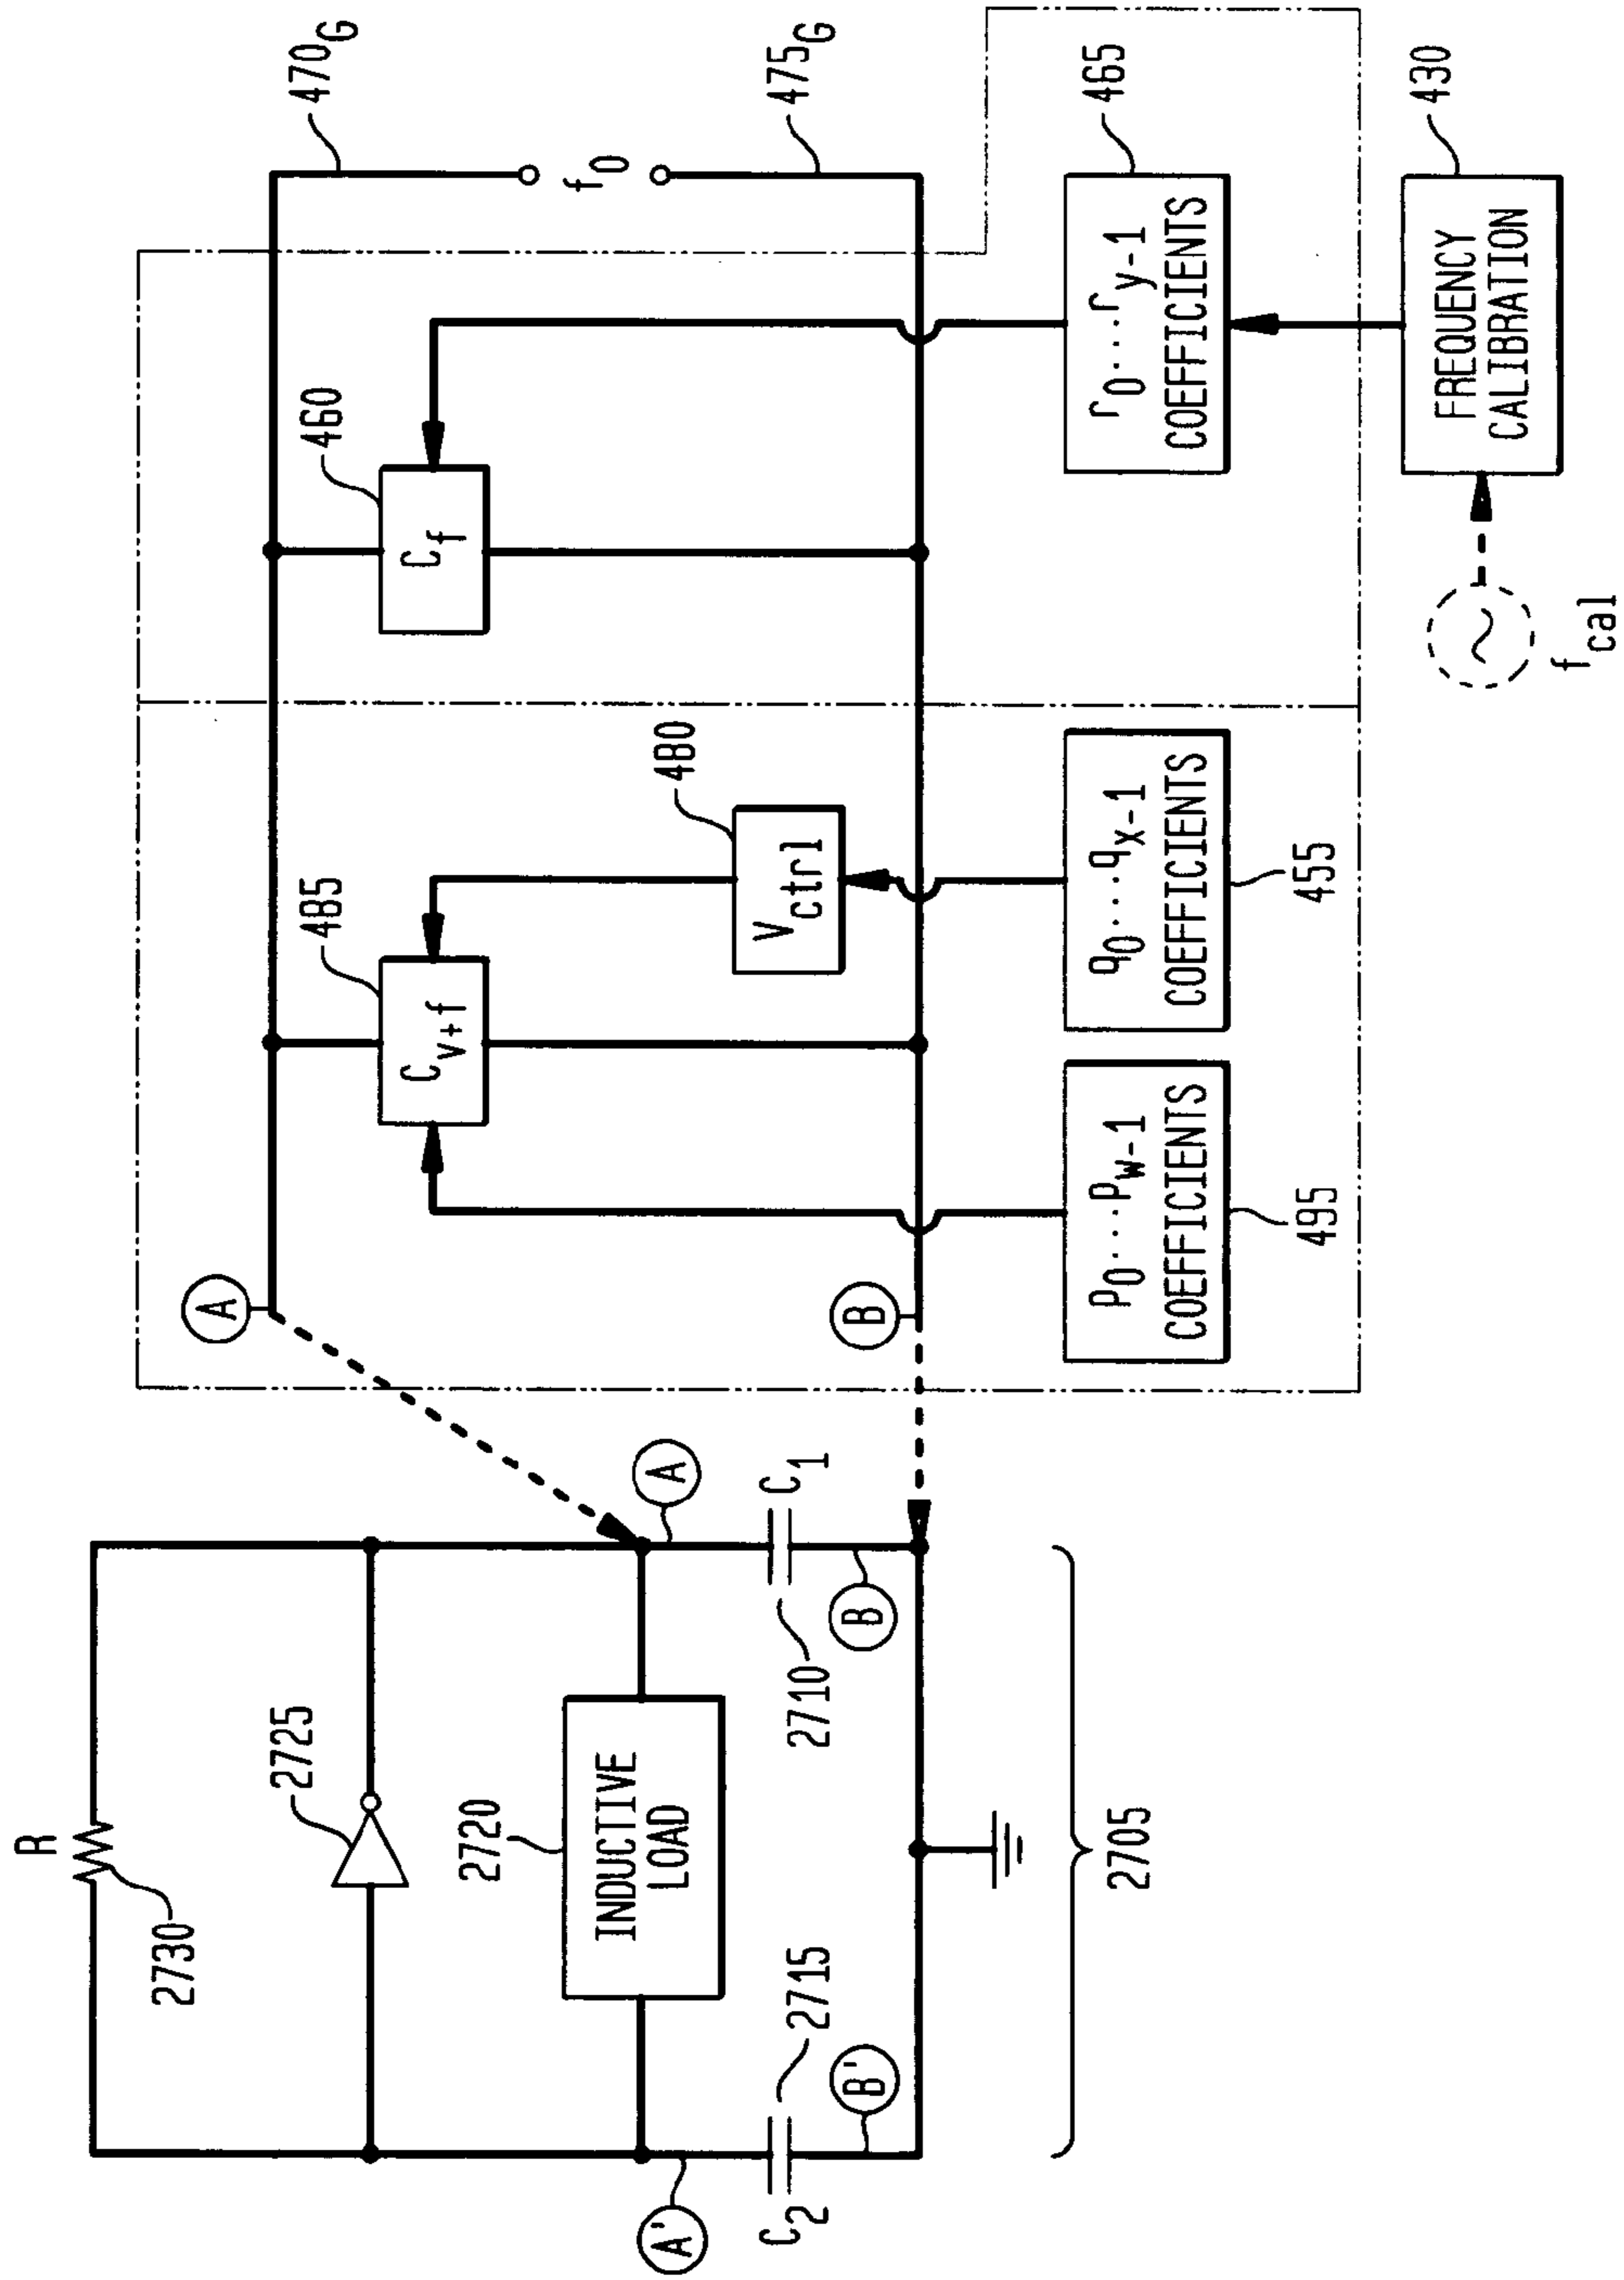 R
2730
2725
2720
INDUCTIVE
LOAD
A'
C2
2715
B'
2710
C1
A
B
2705
A
B
485
Cv+f
480
Vctrl
p0...pw-1
COEFFICIENTS
495
q0...qx-1
COEFFICIENTS
455
460
Cf
470G
f0
475G
r0...ry-1
COEFFICIENTS
465
FREQUENCY
CALIBRATION
430
fcal